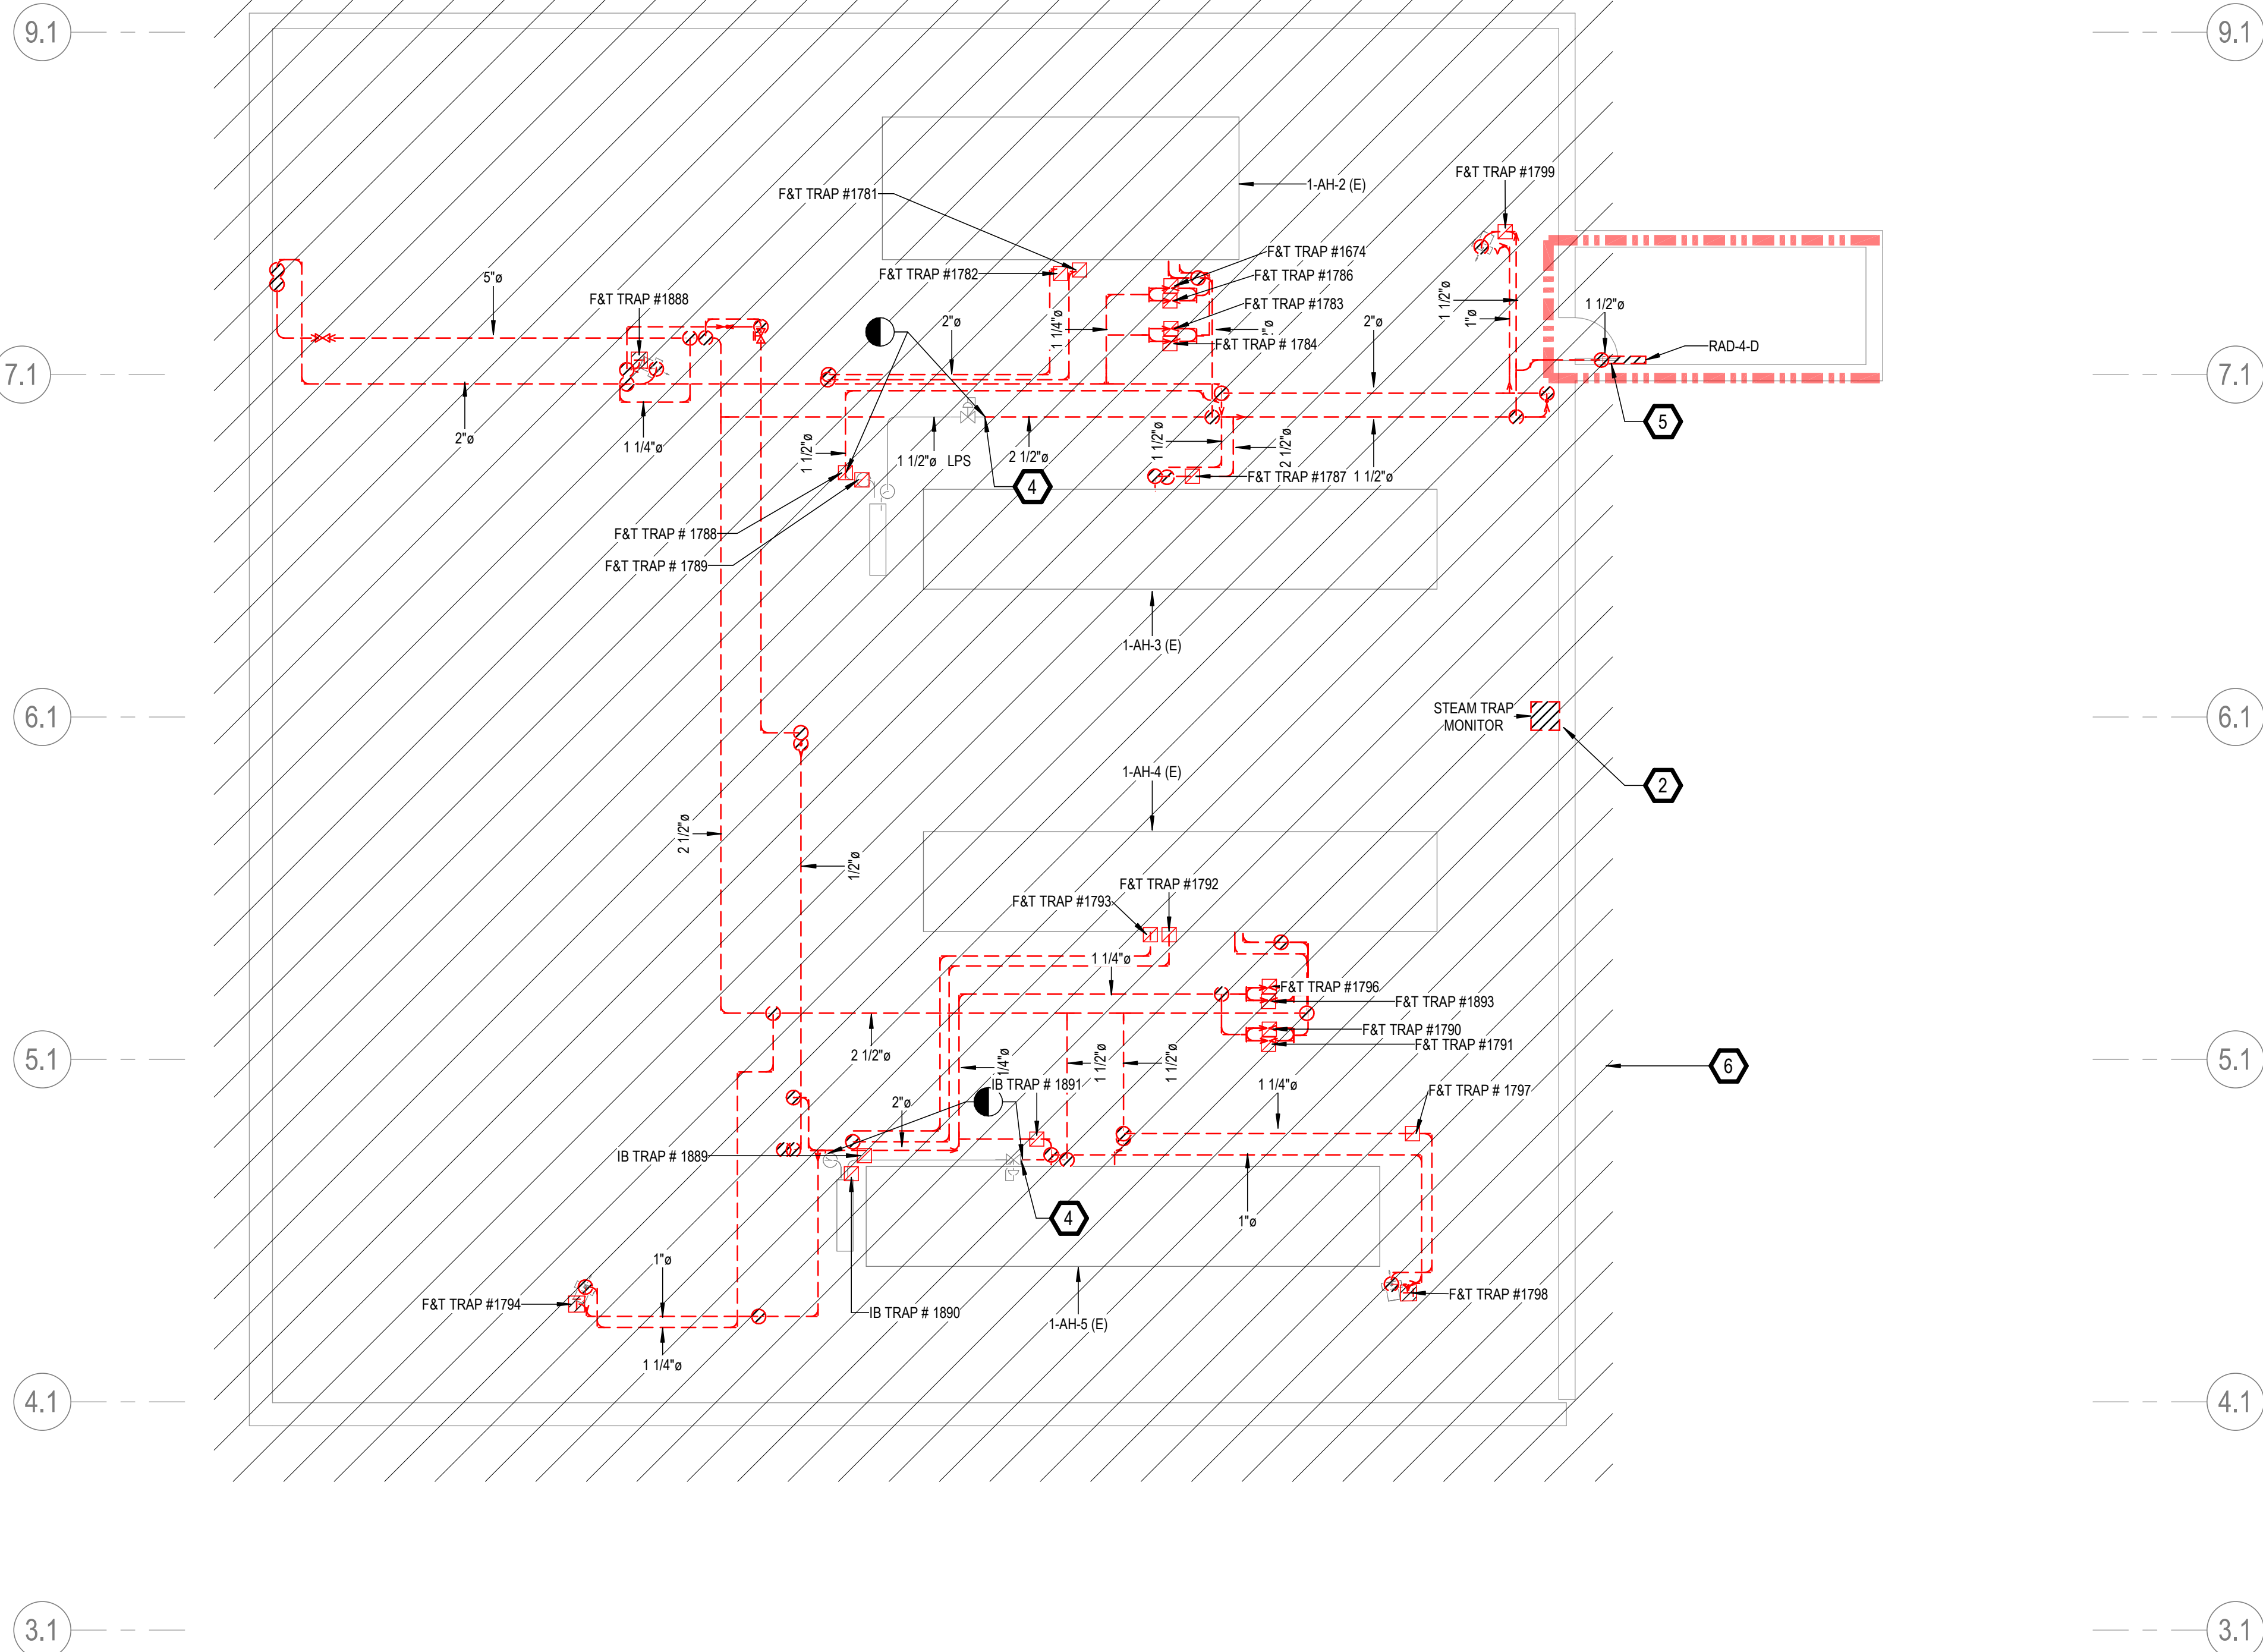 9.1
9.1
F&T TRAP #1799
F&T TRAP #1781
1-AH-2 (E)
F&T TRAP #1674
F&T TRAP #1782
F&T TRAP #1786
5"ø
F&T TRAP #1888
F&T TRAP #1783
1 1/2"ø
1"ø
1 1/2"ø
2"ø
1 1/4"ø
2"ø
F&T TRAP # 1784
RAD-4-D
7.1
7.1
5
2"ø
1 1/4"ø
1 1/2"ø
1 1/2"ø
LPS
2 1/2"ø
1 1/2"ø
2 1/2"ø
F&T TRAP #1787
1 1/2"ø
4
F&T TRAP # 1788
F&T TRAP # 1789
1-AH-3 (E)
6.1
STEAM TRAP
MONITOR
6.1
1-AH-4 (E)
2
2 1/2"ø
1/2"ø
F&T TRAP #1792
F&T TRAP #1793
1 1/4"ø
F&T TRAP #1796
F&T TRAP #1893
F&T TRAP #1790
F&T TRAP #1791
5.1
2 1/2"ø
1/4"ø
1 1/2"ø
1 1/2"ø
5.1
6
IB TRAP # 1891
1 1/4"ø
F&T TRAP # 1797
2"ø
IB TRAP # 1889
4
1"ø
1"ø
F&T TRAP #1794
IB TRAP # 1890
F&T TRAP #1798
1-AH-5 (E)
1 1/4"ø
4.1
4.1
3.1
3.1